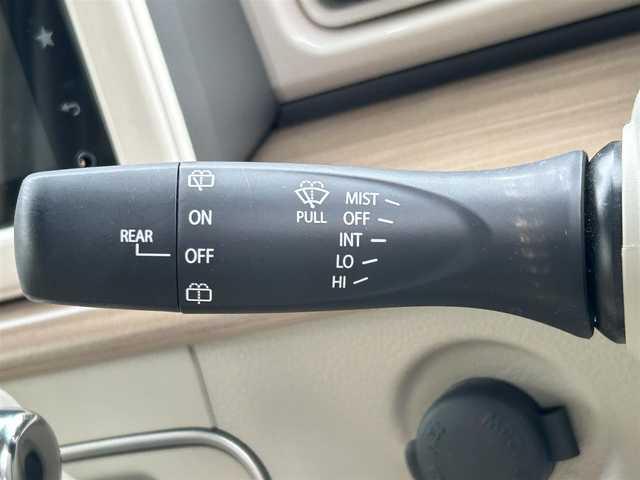 REAR
ON
OFF
PULL
MIST
OFF
INT
LO
HI